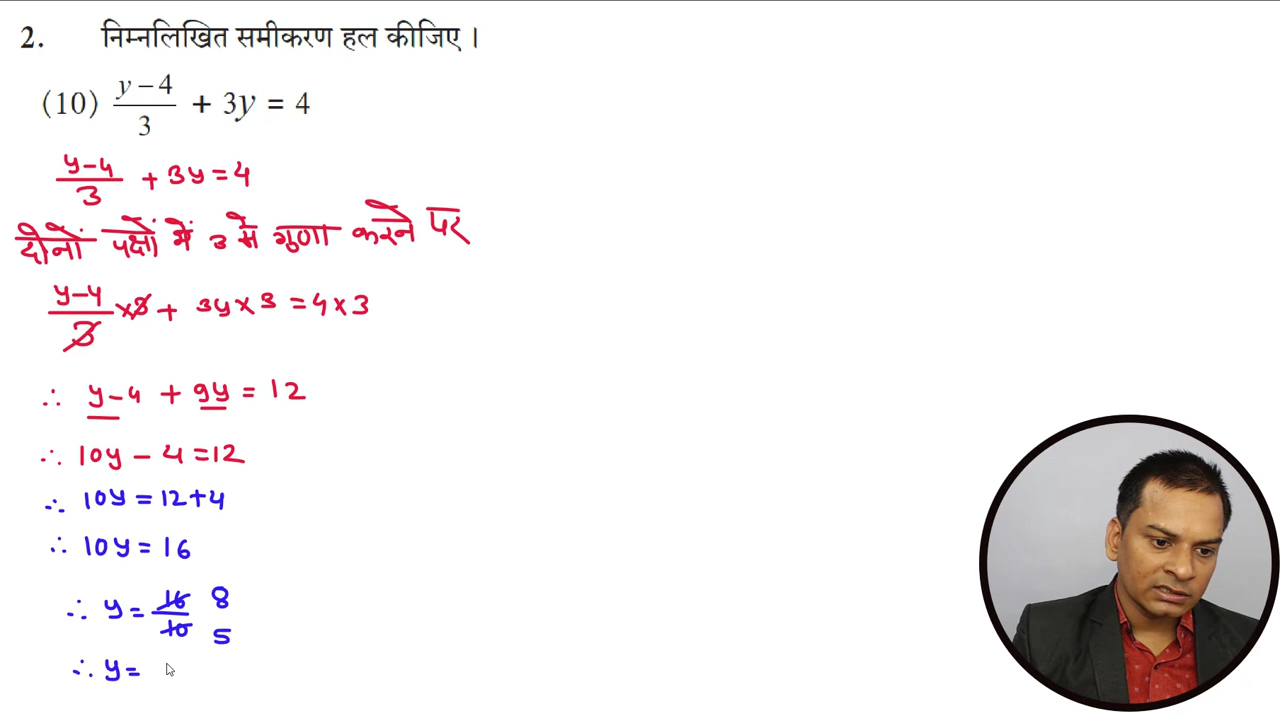 2. निम्नलिखित समीकरण हल कीजिए ।
(10) (y – 4)/3 + 3y = 4
(y-4)/3 + 3y = 4
दोनों पक्षों में 3 से गुणा करने पर
(y-4)/3 × 3 + 3y × 3 = 4 × 3
∴ y-4 + 9y = 12
∴ 10y - 4 = 12
∴ 10y = 12+4
∴ 10y = 16
∴ y = 16/10 8/5
∴ y =